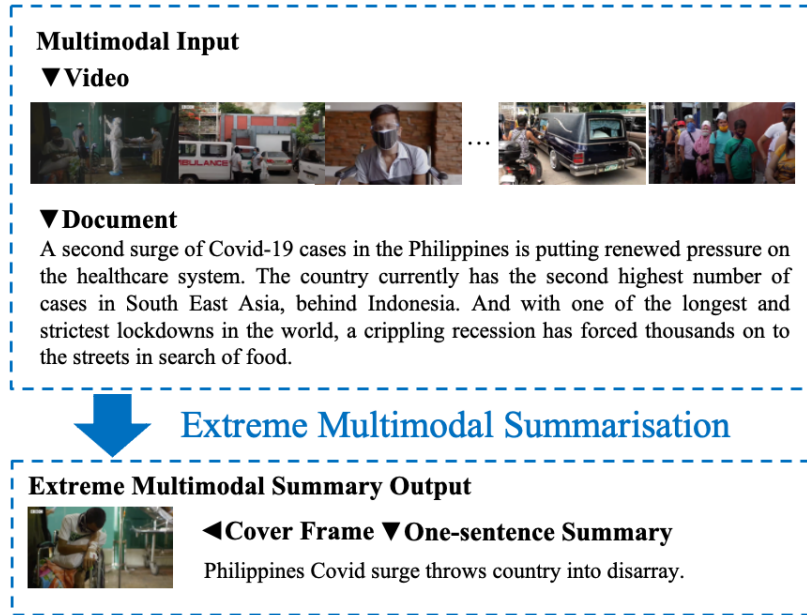 Multimodal Input
▼Video
AMBULANCE
...
▼Document
A second surge of Covid-19 cases in the Philippines is putting renewed pressure on
the healthcare system. The country currently has the second highest number of
cases in South East Asia, behind Indonesia. And with one of the longest and
strictest lockdowns in the world, a crippling recession has forced thousands on to
the streets in search of food.
Extreme Multimodal Summarisation
Extreme Multimodal Summary Output
◄Cover Frame ▼One-sentence Summary
Philippines Covid surge throws country into disarray.